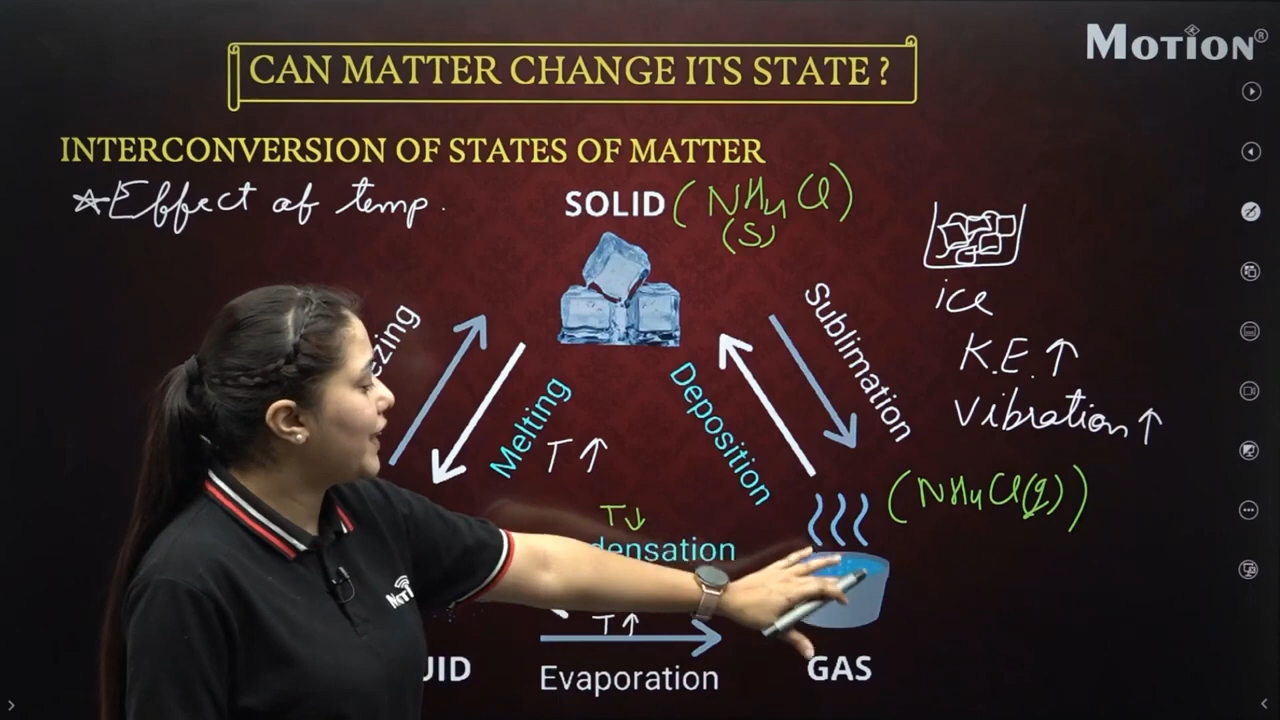 MOTION®
CAN MATTER CHANGE ITS STATE ?
INTERCONVERSION OF STATES OF MATTER
Effect of temp.
SOLID (NH4Cl)
(s)
ice
K.E. ↑
Vibration ↑
Sublimation
Deposition
Melting
T ↑
(NH4Cl(g))
T↓
T↑
Evaporation
GAS